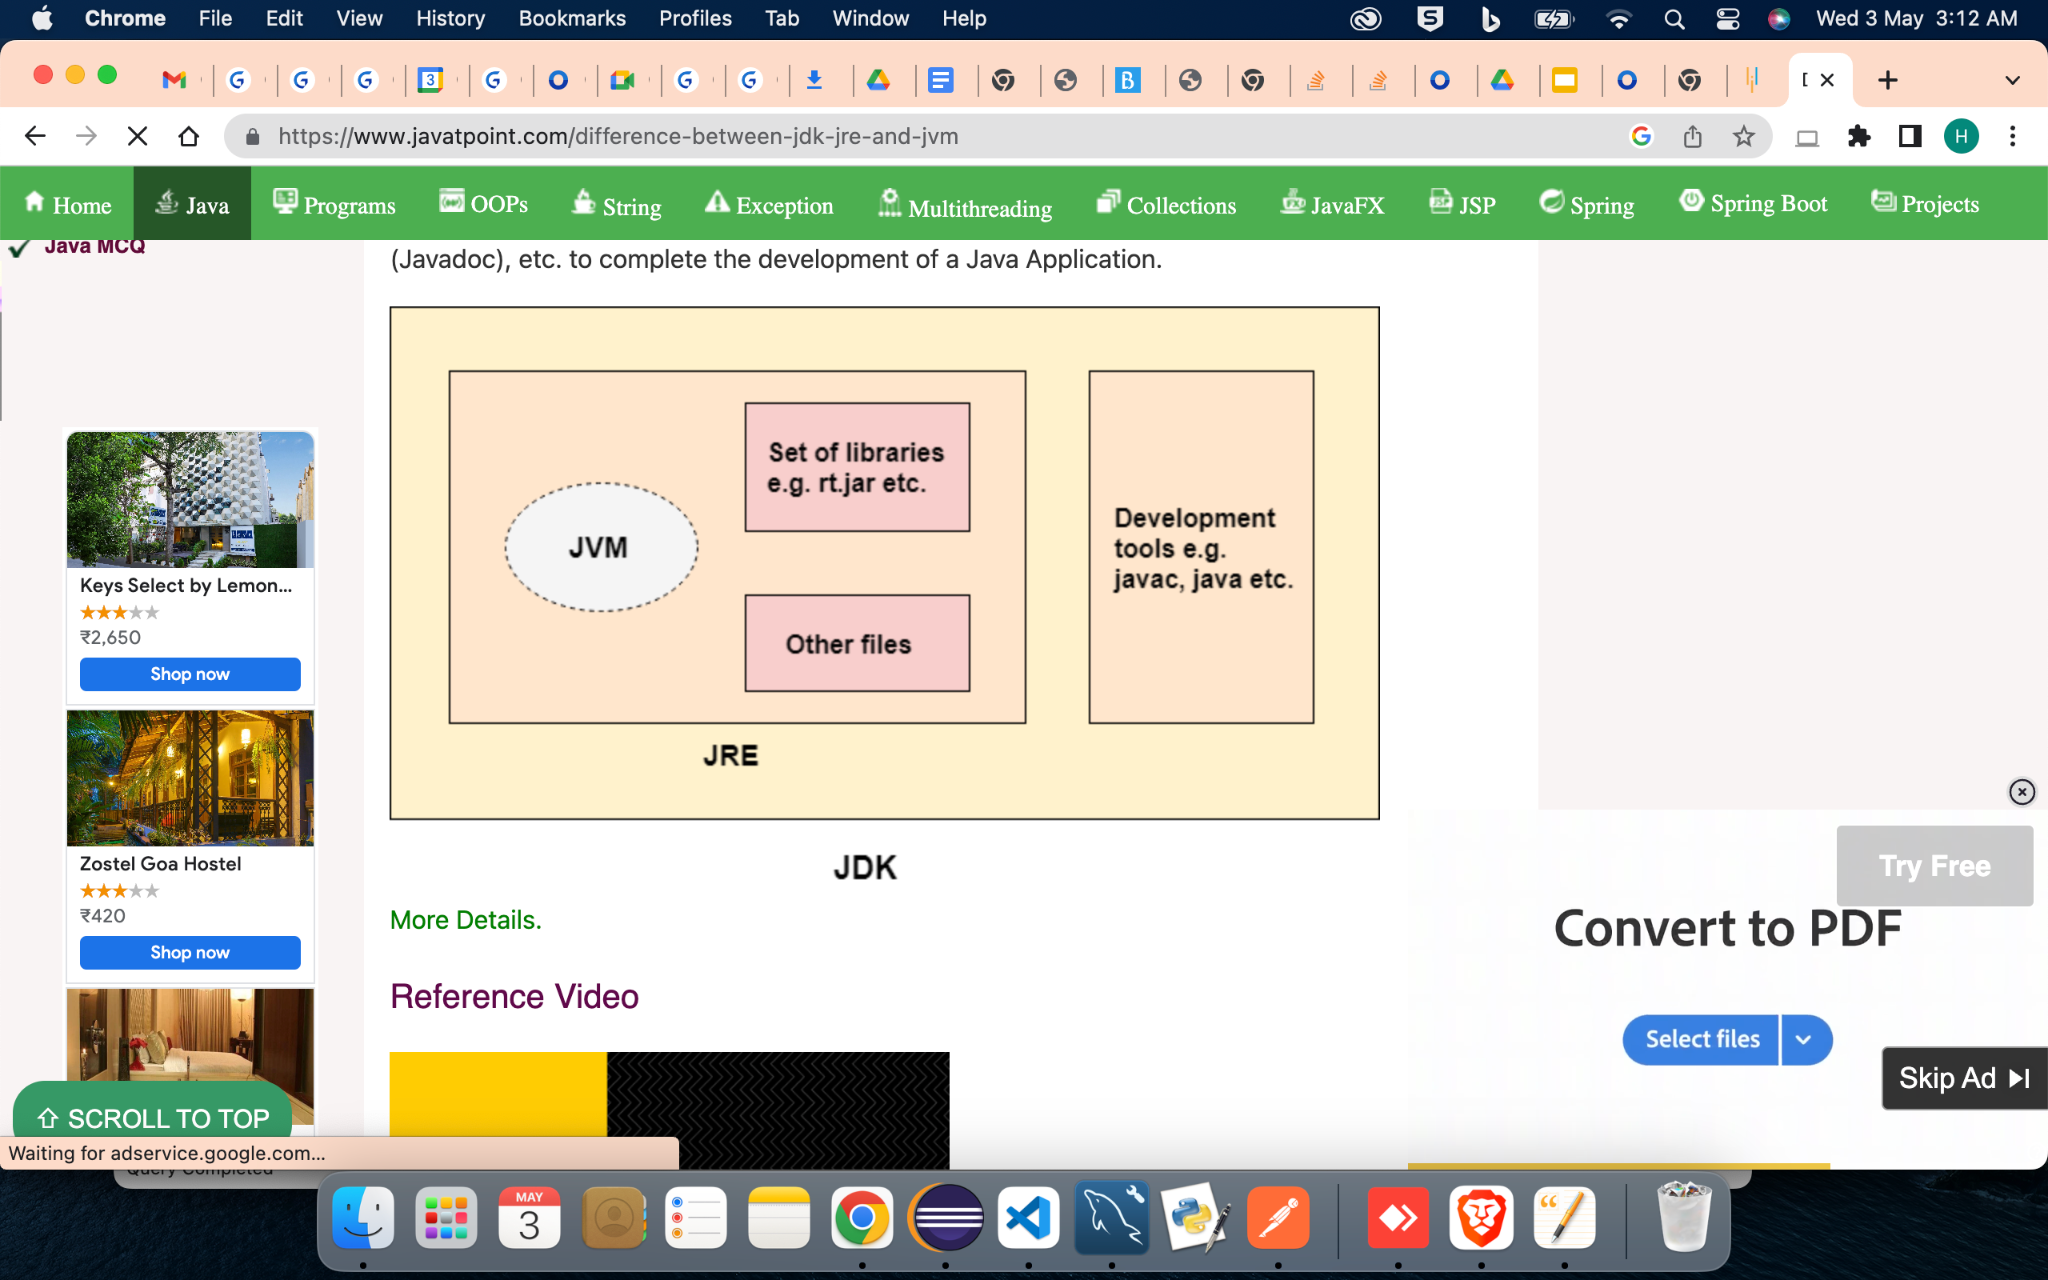 Chrome File Edit View History Bookmarks Profiles Tab Window Help Wed 3 May 3:12 AM
https://www.javatpoint.com/difference-between-jdk-jre-and-jvm
H
Home Java Programs OOPs String Exception Multithreading Collections JavaFX JSP Spring Spring Boot Projects
Java MCQ
(Javadoc), etc. to complete the development of a Java Application.
Set of libraries
e.g. rt.jar etc.
JVM
Other files
Development
tools e.g.
javac, java etc.
JRE
JDK
More Details.
Reference Video
Keys Select by Lemon...
₹2,650
Shop now
Zostel Goa Hostel
₹420
Shop now
SCROLL TO TOP
Waiting for adservice.google.com...
Query Completed
Try Free
Convert to PDF
Select files
Skip Ad
MAY
3